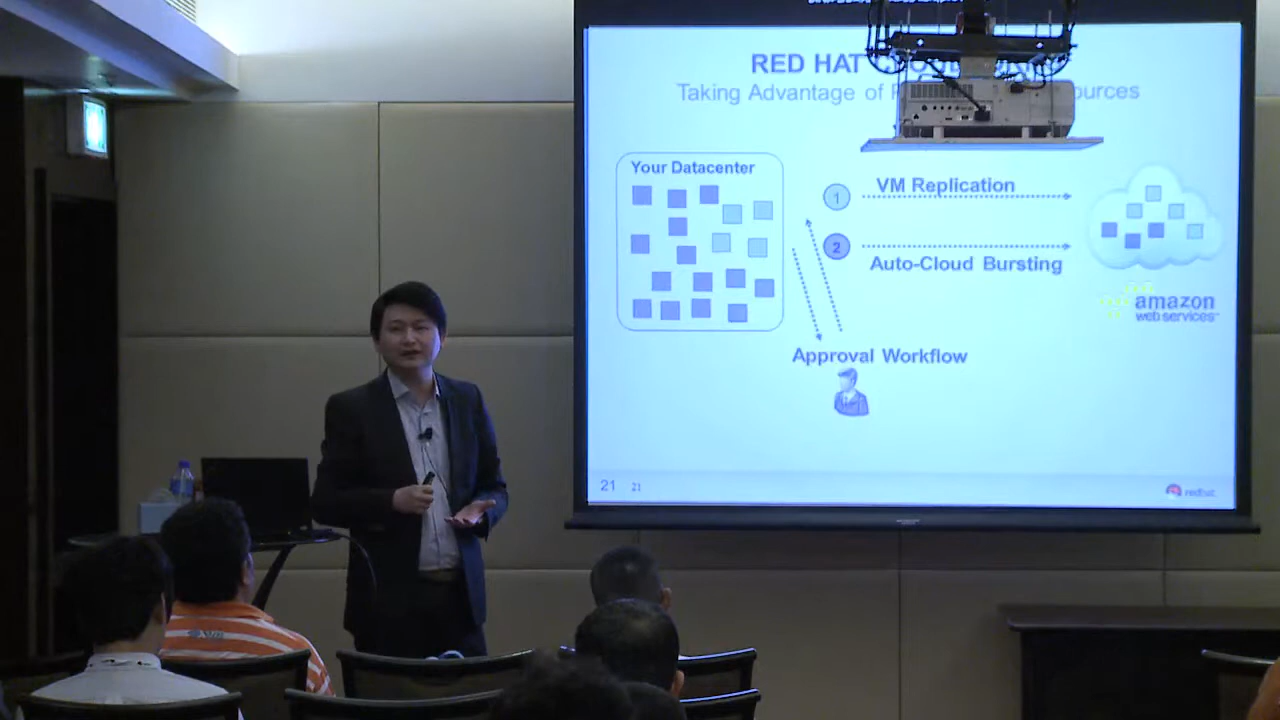 RED HAT
Taking Advantage of
Your Datacenter
1
VM Replication
2
Auto-Cloud Bursting
amazon
web services
Approval Workflow
21
21
redhat